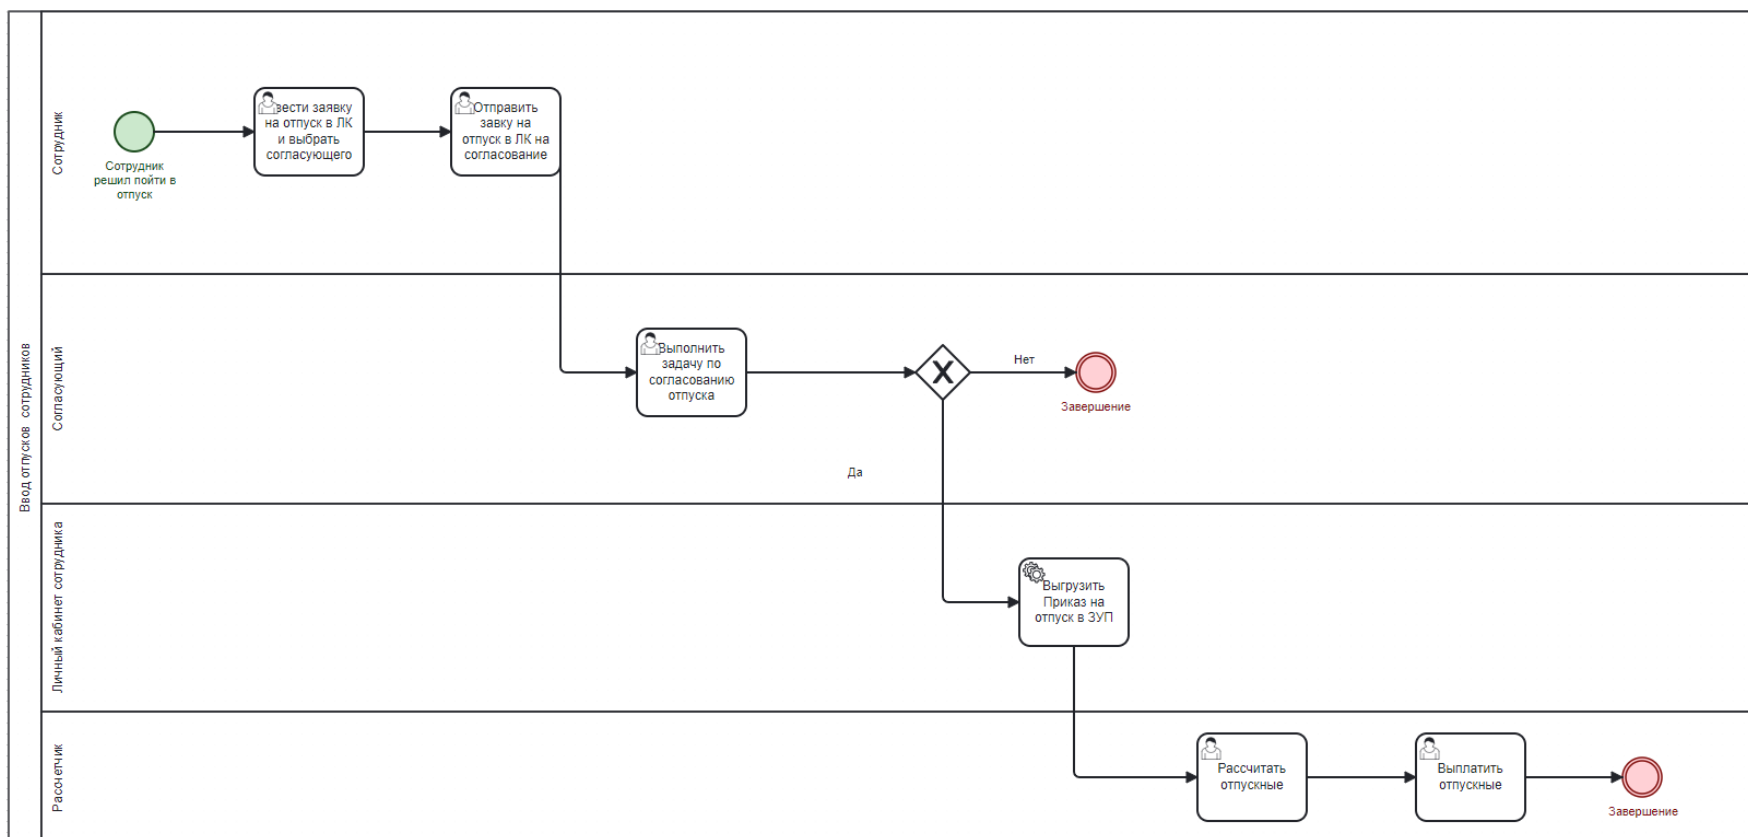 Ввод отпусков сотрудников
Сотрудник
Сотрудник
решил пойти в
отпуск
вести заявку
на отпуск в ЛК
и выбрать
согласующего
Отправить
завку на
отпуск в ЛК на
согласование
Согласующий
Выполнить
задачу по
согласованию
отпуска
Нет
Завершение
Да
Личный кабинет сотрудника
Выгрузить
Приказ на
отпуск в ЗУП
Рассчетчик
Рассчитать
отпускные
Выплатить
отпускные
Завершение